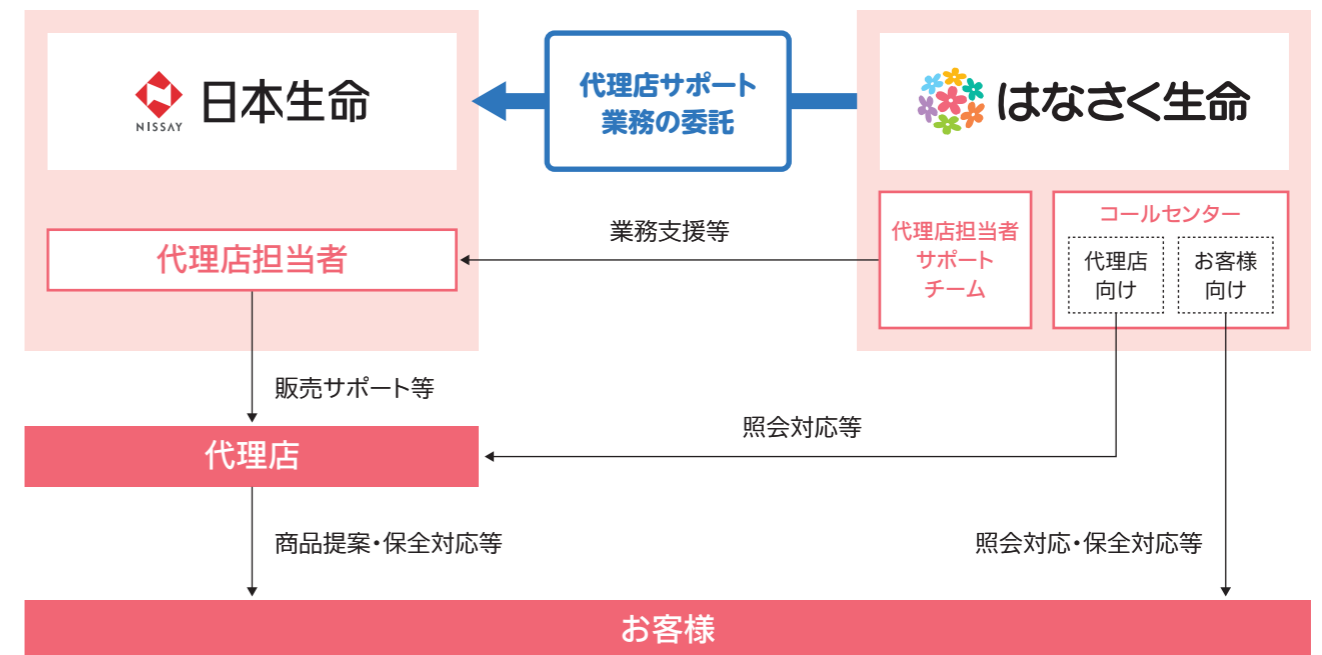 NISSAY
日本生命
代理店サポート
業務の委託
はなさく生命
代理店担当者
業務支援等
代理店担当者
サポート
チーム
コールセンター
代理店
向け
お客様
向け
販売サポート等
代理店
照会対応等
商品提案・保全対応等
照会対応・保全対応等
お客様